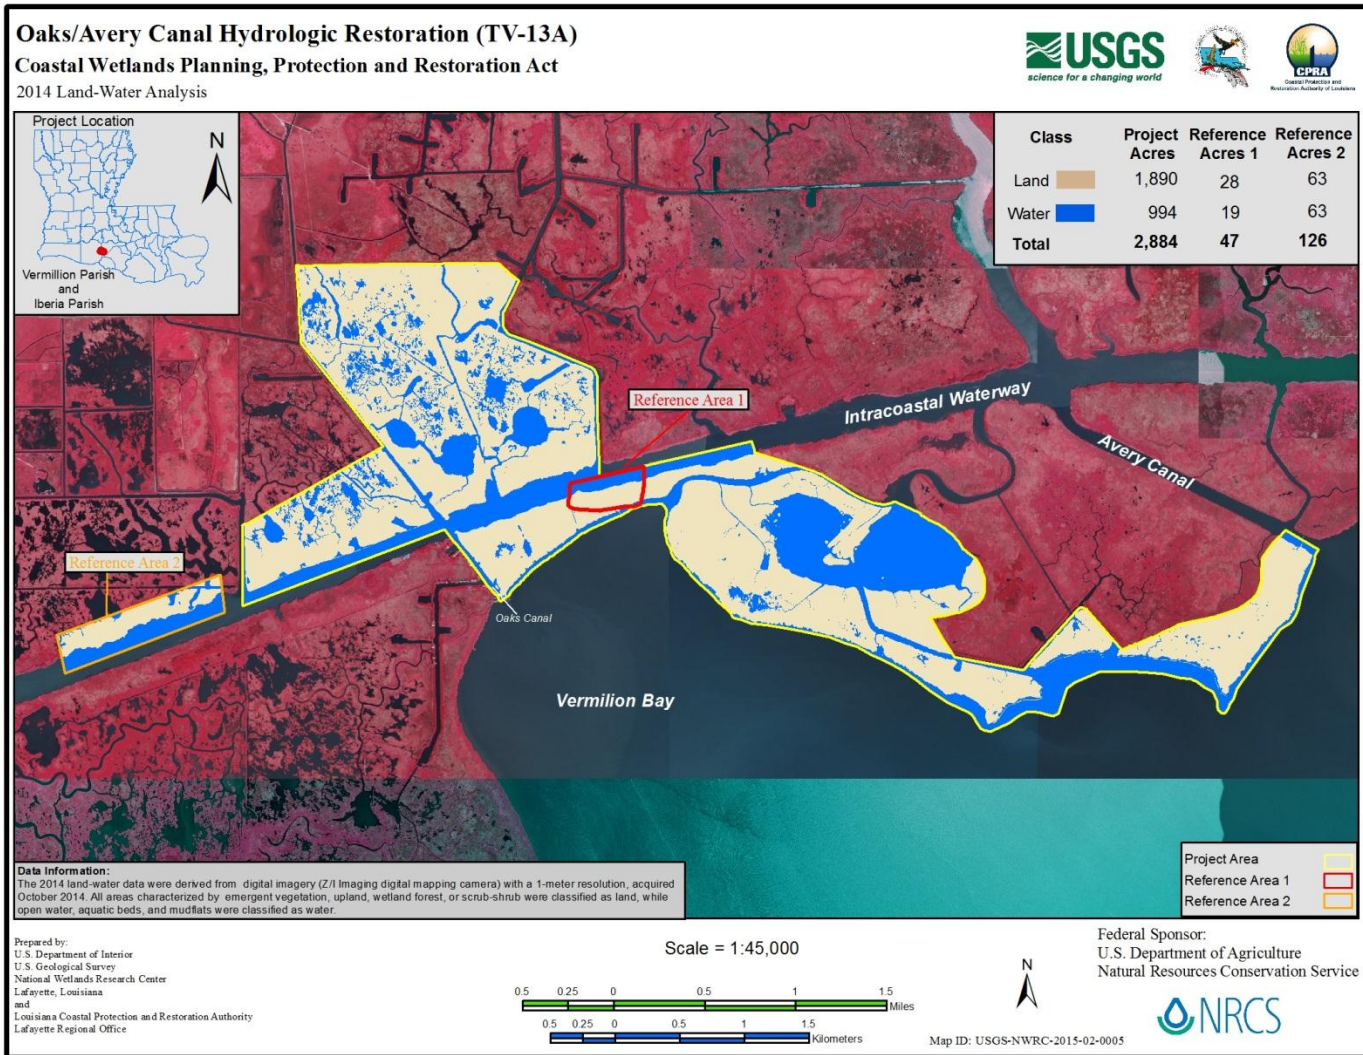 Oaks/Avery Canal Hydrologic Restoration (TV-13A)
Coastal Wetlands Planning, Protection and Restoration Act
2014 Land-Water Analysis
USGS
science for a changing world
CPRA
Coastal Protection and
Restoration Authority of Louisiana
Project Location
N
Vermillion Parish
and
Iberia Parish
Class Project Acres Reference Acres 1 Reference Acres 2
Land 1,890 28 63
Water 994 19 63
Total 2,884 47 126
Reference Area 1
Intracoastal Waterway
Avery Canal
Reference Area 2
Oaks Canal
Vermilion Bay
Project Area
Reference Area 1
Reference Area 2
Data Information:
The 2014 land-water data were derived from digital imagery (Z/I Imaging digital mapping camera) with a 1-meter resolution, acquired
October 2014. All areas characterized by emergent vegetation, upland, wetland forest, or scrub-shrub were classified as land, while
open water, aquatic beds, and mudflats were classified as water.
Prepared by:
U.S. Department of Interior
U.S. Geological Survey
National Wetlands Research Center
Lafayette, Louisiana
and
Louisiana Coastal Protection and Restoration Authority
Lafayette Regional Office
Scale = 1:45,000
0.5 0.25 0 0.5 1 1.5
Miles
0.5 0.25 0 0.5 1 1.5
Kilometers
N
Map ID: USGS-NWRC-2015-02-0005
Federal Sponsor:
U.S. Department of Agriculture
Natural Resources Conservation Service
NRCS